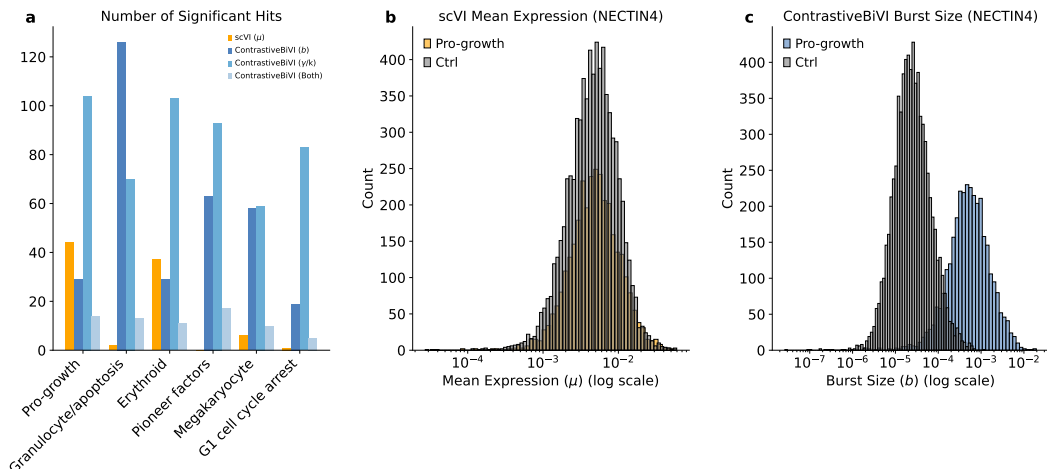 a
Number of Significant Hits
scVI (μ)
ContrastiveBiVI (b)
ContrastiveBiVI (γ/k)
ContrastiveBiVI (Both)
120
100
80
60
40
20
0
Pro-growth
Granulocyte/apoptosis
Erythroid
Pioneer factors
Megakaryocyte
G1 cell cycle arrest
b
scVI Mean Expression (NECTIN4)
Pro-growth
Ctrl
Count
400
350
300
250
200
150
100
50
0
10⁻⁴
10⁻³
10⁻²
Mean Expression (μ) (log scale)
c
ContrastiveBiVI Burst Size (NECTIN4)
Pro-growth
Ctrl
Count
400
350
300
250
200
150
100
50
0
10⁻⁷
10⁻⁶
10⁻⁵
10⁻⁴
10⁻³
10⁻²
Burst Size (b) (log scale)